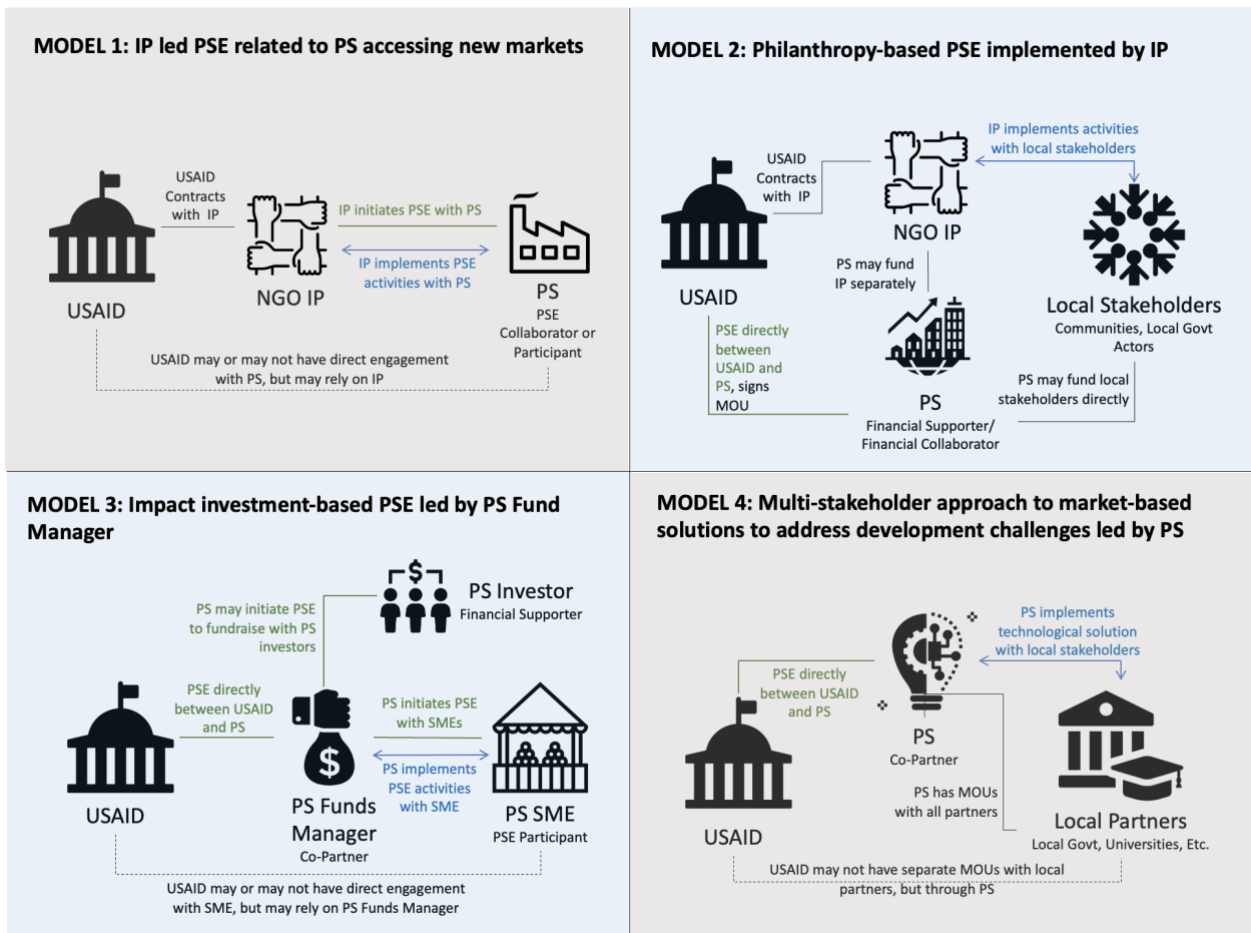 MODEL 1: IP led PSE related to PS accessing new markets
USAID
Contracts
with IP
IP initiates PSE with PS
IP implements PSE
activities with PS
USAID
NGO IP
PS
PSE
Collaborator or
Participant
USAID may or may not have direct engagement
with PS, but may rely on IP
MODEL 2: Philanthropy-based PSE implemented by IP
USAID
Contracts
with IP
IP implements activities
with local stakeholders
NGO IP
USAID
PS may fund
IP separately
Local Stakeholders
Communities, Local Govt
Actors
PSE directly
between
USAID and
PS, signs
MOU
PS
Financial Supporter/
Financial Collaborator
PS may fund local
stakeholders directly
MODEL 3: Impact investment-based PSE led by PS Fund
Manager
PS Investor
Financial Supporter
PS may initiate PSE
to fundraise with PS
investors
PSE directly
between USAID
and PS
PS initiates PSE
with SMEs
PS implements
PSE activities
with SME
USAID
PS Funds
Manager
Co-Partner
PS SME
PSE Participant
USAID may or may not have direct engagement
with SME, but may rely on PS Funds Manager
MODEL 4: Multi-stakeholder approach to market-based
solutions to address development challenges led by PS
PS implements
technological solution
with local stakeholders
PSE directly
between USAID
and PS
PS
Co-Partner
PS has MOUs
with all partners
USAID
Local Partners
Local Govt, Universities, Etc.
USAID may not have separate MOUs with local
partners, but through PS